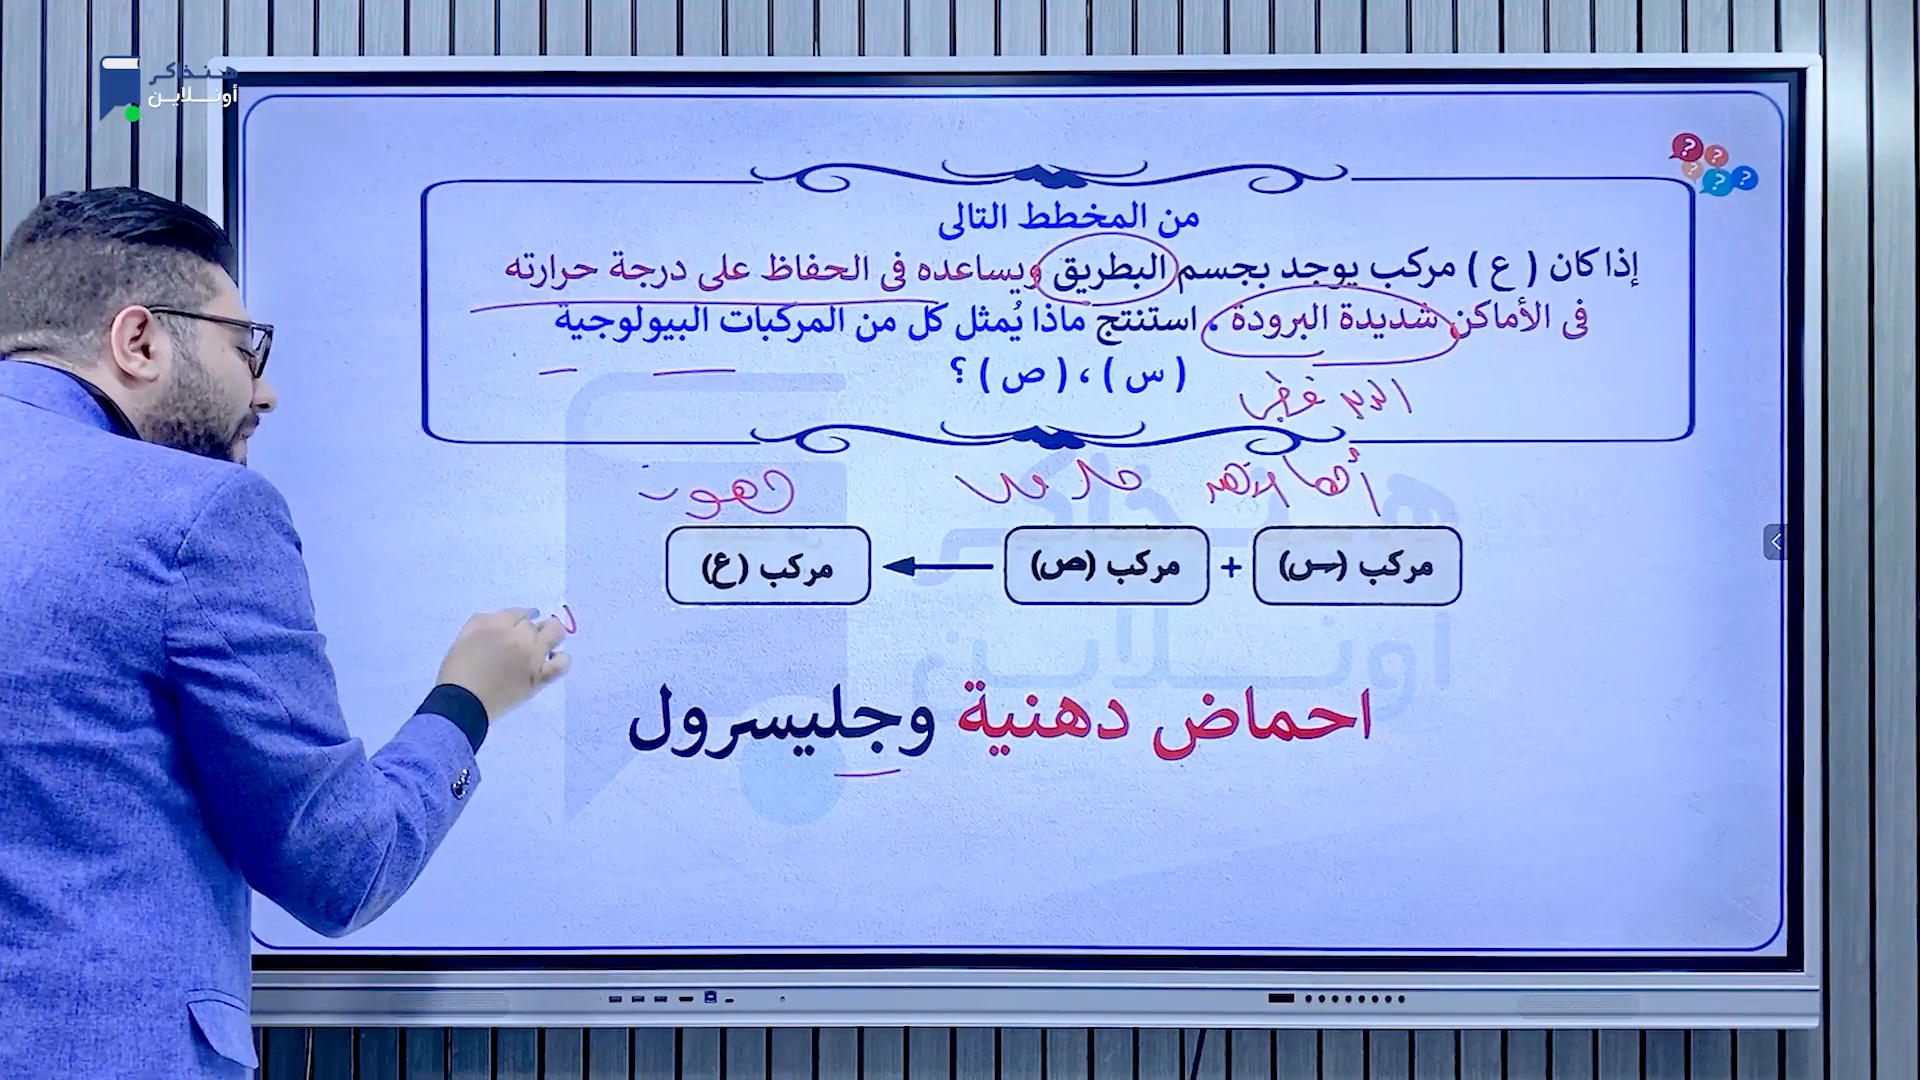 هنذاكر
أونلاين
من المخطط التالى
إذا كان ( ع ) مركب يوجد بجسم البطريق ويساعده فى الحفاظ على درجة حرارته
فى الأماكن شديدة البرودة ، استنتج ماذا يُمثل كل من المركبات البيولوجية
( س ) ، ( ص ) ؟
مركب (س) + مركب (ص) مركب (ع)
احماض دهنية وجليسرول